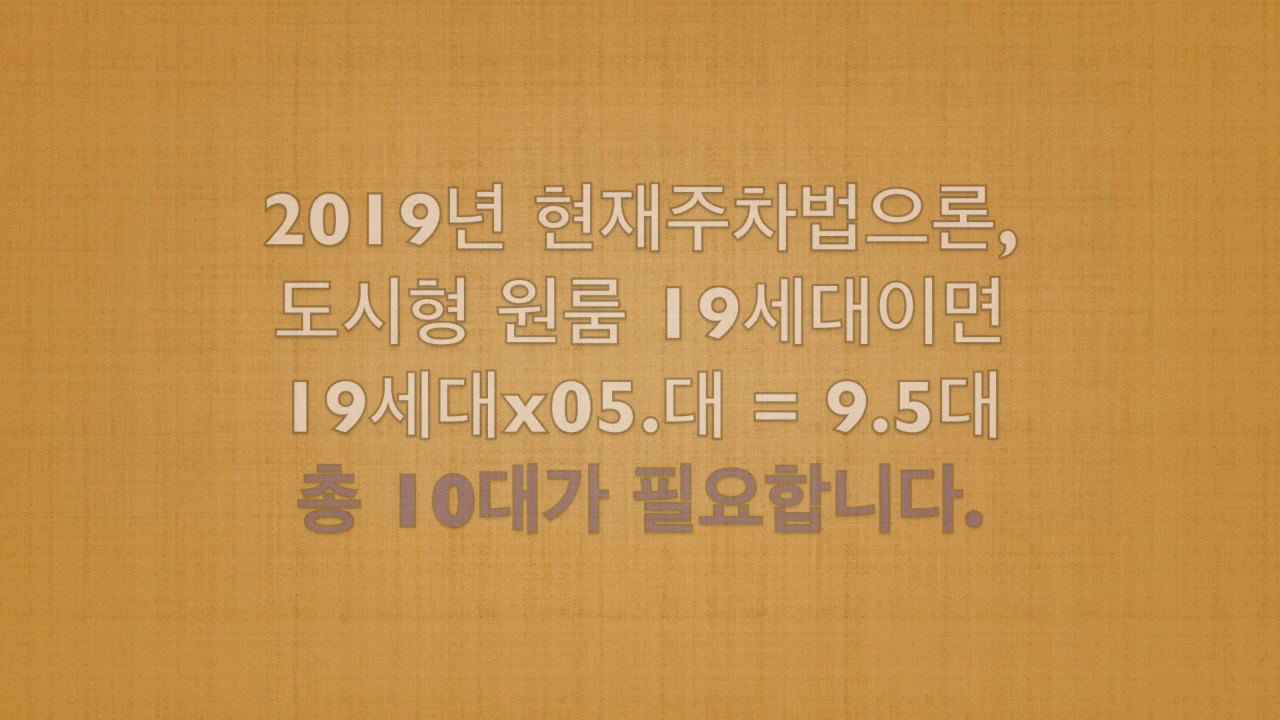 2019년 현재주차법으론,
도시형 원룸 19세대이면
19세대x05.대 = 9.5대
총 10대가 필요합니다.